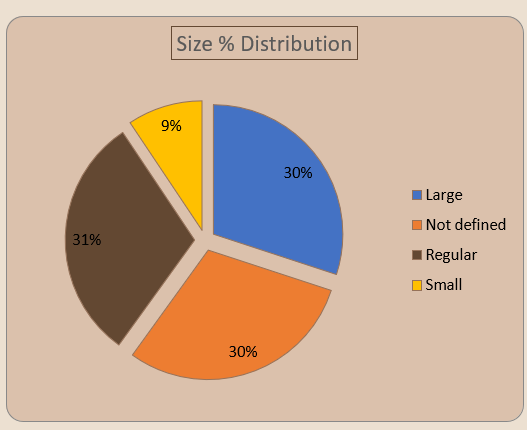 Size % Distribution
9%
30%
31%
30%
Large
Not defined
Regular
Small